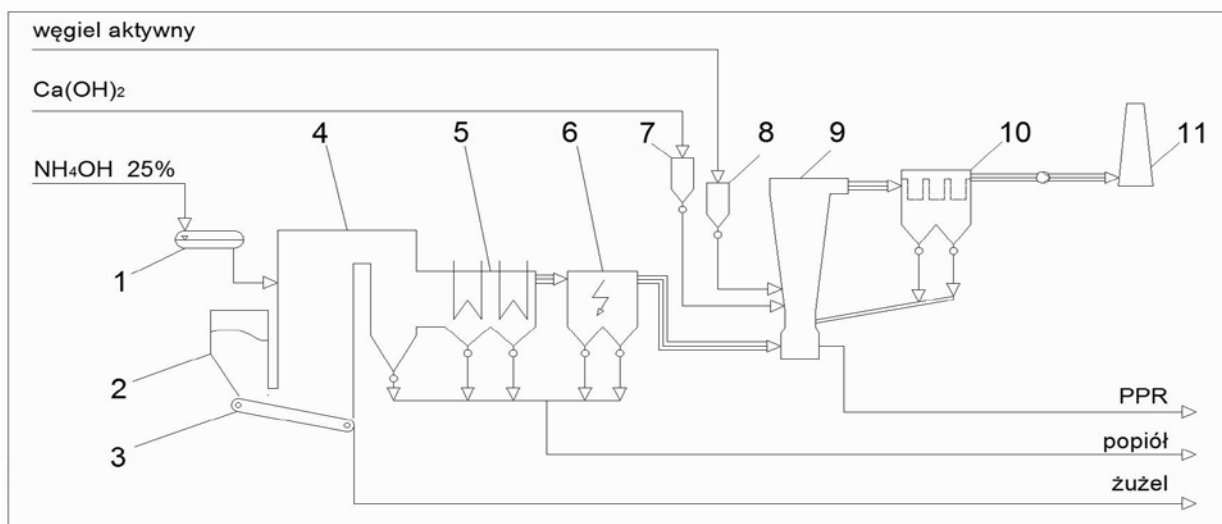 węgiel aktywny
Ca(OH)₂
NH₄OH 25%
4
5
6
7
8
9
10
11
1
2
3
PPR
popiół
żużel